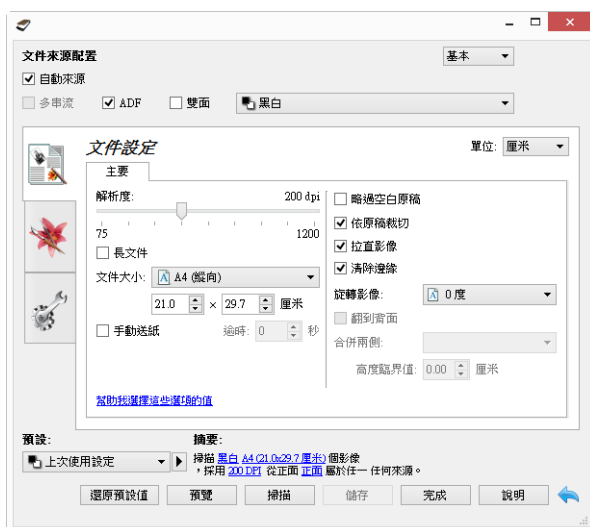 文件來源配置 基本
自動來源
多串流 ADF 雙面 黑白
文件設定 單位: 厘米
主要
解析度: 200 dpi
75 1200
長文件
文件大小: A4 (縱向)
21.0 × 29.7 厘米
手動送紙 逾時: 0 秒
略過空白原稿
依原稿裁切
拉直影像
清除邊緣
旋轉影像: 0 度
翻到背面
合併兩側:
高度臨界值: 0.00 厘米
幫助我選擇這些選項的值
預設: 摘要:
上次使用設定
掃描 黑白 A4 (21.0x29.7 厘米) 個影像
，採用 200 DPI 從正面 正面 屬於任一 任何來源。
還原預設值 預覽 掃描 儲存 完成 說明